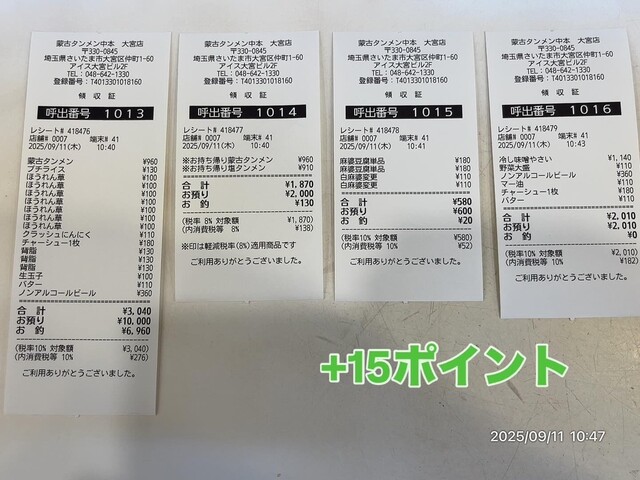 蒙古タンメン中本 大宮店
〒330-0845
埼玉県さいたま市大宮区仲町1-60
アイス大宮ビル2F
TEL：048-642-1330
登録番号：T4013301018160
領 収 証
呼出番号 1013
レシート# 418476
店舗# 0007 端末# 41
2025/09/11(木) 10:40
蒙古タンメン ¥960
プチライス ¥130
ほうれん草 ¥100
ほうれん草 ¥100
ほうれん草 ¥100
ほうれん草 ¥100
ほうれん草 ¥100
ほうれん草 ¥100
ほうれん草 ¥100
クラッシュにんにく ¥110
チャーシュー1枚 ¥180
背脂 ¥130
背脂 ¥130
背脂 ¥130
生玉子 ¥100
バター ¥110
ノンアルコールビール ¥360
合 計 ¥3,040
お預り ¥10,000
お 釣 ¥6,960
(税率10% 対象額 ¥3,040)
(内消費税等 10% ¥276)
ご利用ありがとうございました。
蒙古タンメン中本 大宮店
〒330-0845
埼玉県さいたま市大宮区仲町1-60
アイス大宮ビル2F
TEL：048-642-1330
登録番号：T4013301018160
領 収 証
呼出番号 1014
レシート# 418477
店舗# 0007 端末# 41
2025/09/11(木) 10:40
※お持ち帰り蒙古タンメン ¥960
※お持ち帰り塩タンメン ¥910
合 計 ¥1,870
お預り ¥2,000
お 釣 ¥130
(税率 8% 対象額 ¥1,870)
(内消費税等 8% ¥138)
※印は軽減税率(8%)適用商品です
ご利用ありがとうございました。
蒙古タンメン中本 大宮店
〒330-0845
埼玉県さいたま市大宮区仲町1-60
アイス大宮ビル2F
TEL：048-642-1330
登録番号：T4013301018160
領 収 証
呼出番号 1015
レシート# 418478
店舗# 0007 端末# 41
2025/09/11(木) 10:41
麻婆豆腐単品 ¥180
麻婆豆腐単品 ¥180
白麻婆変更 ¥110
白麻婆変更 ¥110
合 計 ¥580
お預り ¥600
お 釣 ¥20
(税率10% 対象額 ¥580)
(内消費税等 10% ¥52)
ご利用ありがとうございました。
蒙古タンメン中本 大宮店
〒330-0845
埼玉県さいたま市大宮区仲町1-60
アイス大宮ビル2F
TEL：048-642-1330
登録番号：T4013301018160
領 収 証
呼出番号 1016
レシート# 418479
店舗# 0007 端末# 41
2025/09/11(木) 10:43
冷し味噌やさい ¥1,140
野菜大盛 ¥110
ノンアルコールビール ¥360
マー油 ¥110
チャーシュー1枚 ¥180
バター ¥110
合 計 ¥2,010
お預り ¥2,010
お 釣 ¥0
(税率10% 対象額 ¥2,010)
(内消費税等 10% ¥182)
ご利用ありがとうございました。
+15ポイント
2025/09/11 10:47